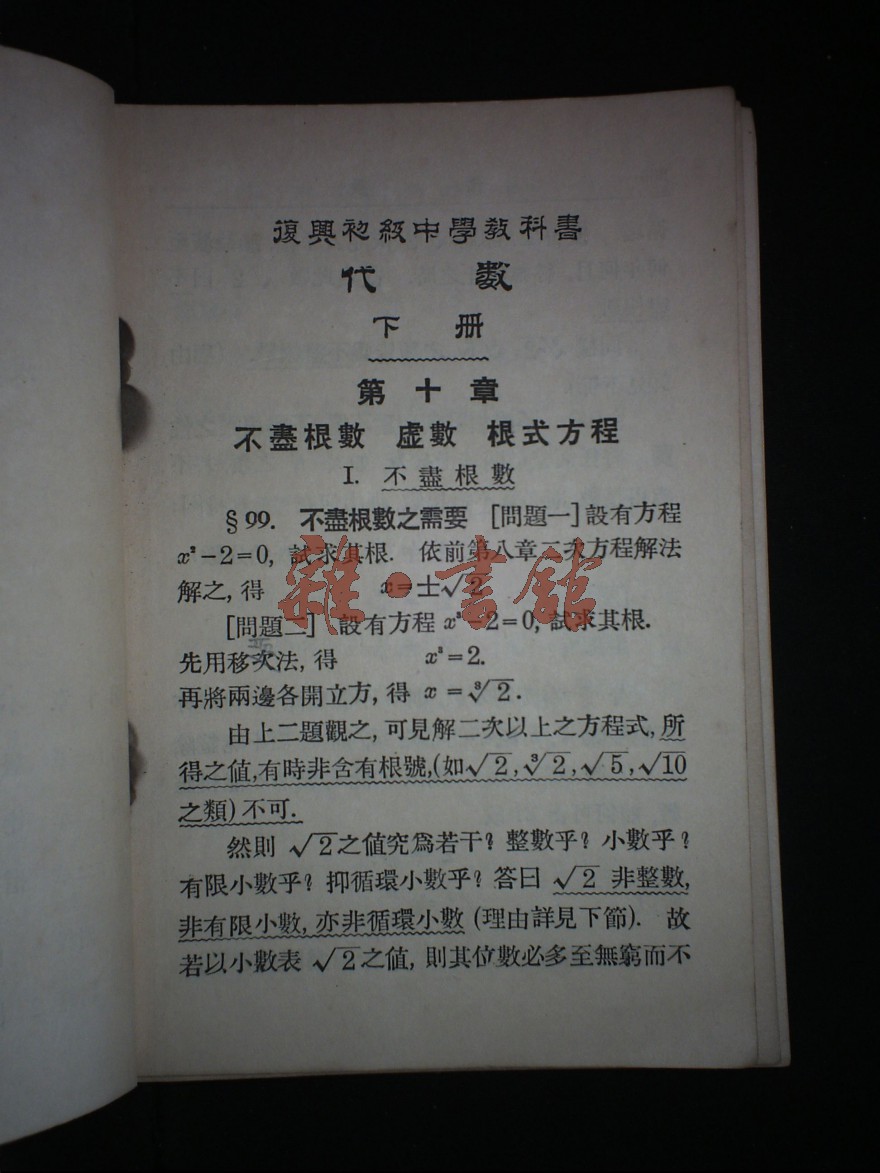 復興初級中學教科書
代數
下冊
第十章
不盡根數 虛數 根式方程
I. 不盡根數
§99. 不盡根數之需要 [問題一] 設有方程
x²−2=0, 試求其根. 依前第八章二次方程解法
解之, 得 x=±√2
[問題二] 設有方程 x³−2=0, 試求其根.
先用移次法, 得 x³=2.
再將兩邊各開立方, 得 x=³√2.
由上二題觀之, 可見解二次以上之方程式, 所
得之値, 有時非含有根號, (如√2, ³√2, √5, √10
之類) 不可.
然則 √2之値究爲若干? 整數乎? 小數乎?
有限小數乎? 抑循環小數乎? 答曰 √2 非整數,
非有限小數, 亦非循環小數 (理由詳見下節). 故
若以小數表 √2之値, 則其位數必多至無窮而不
雜·書舘